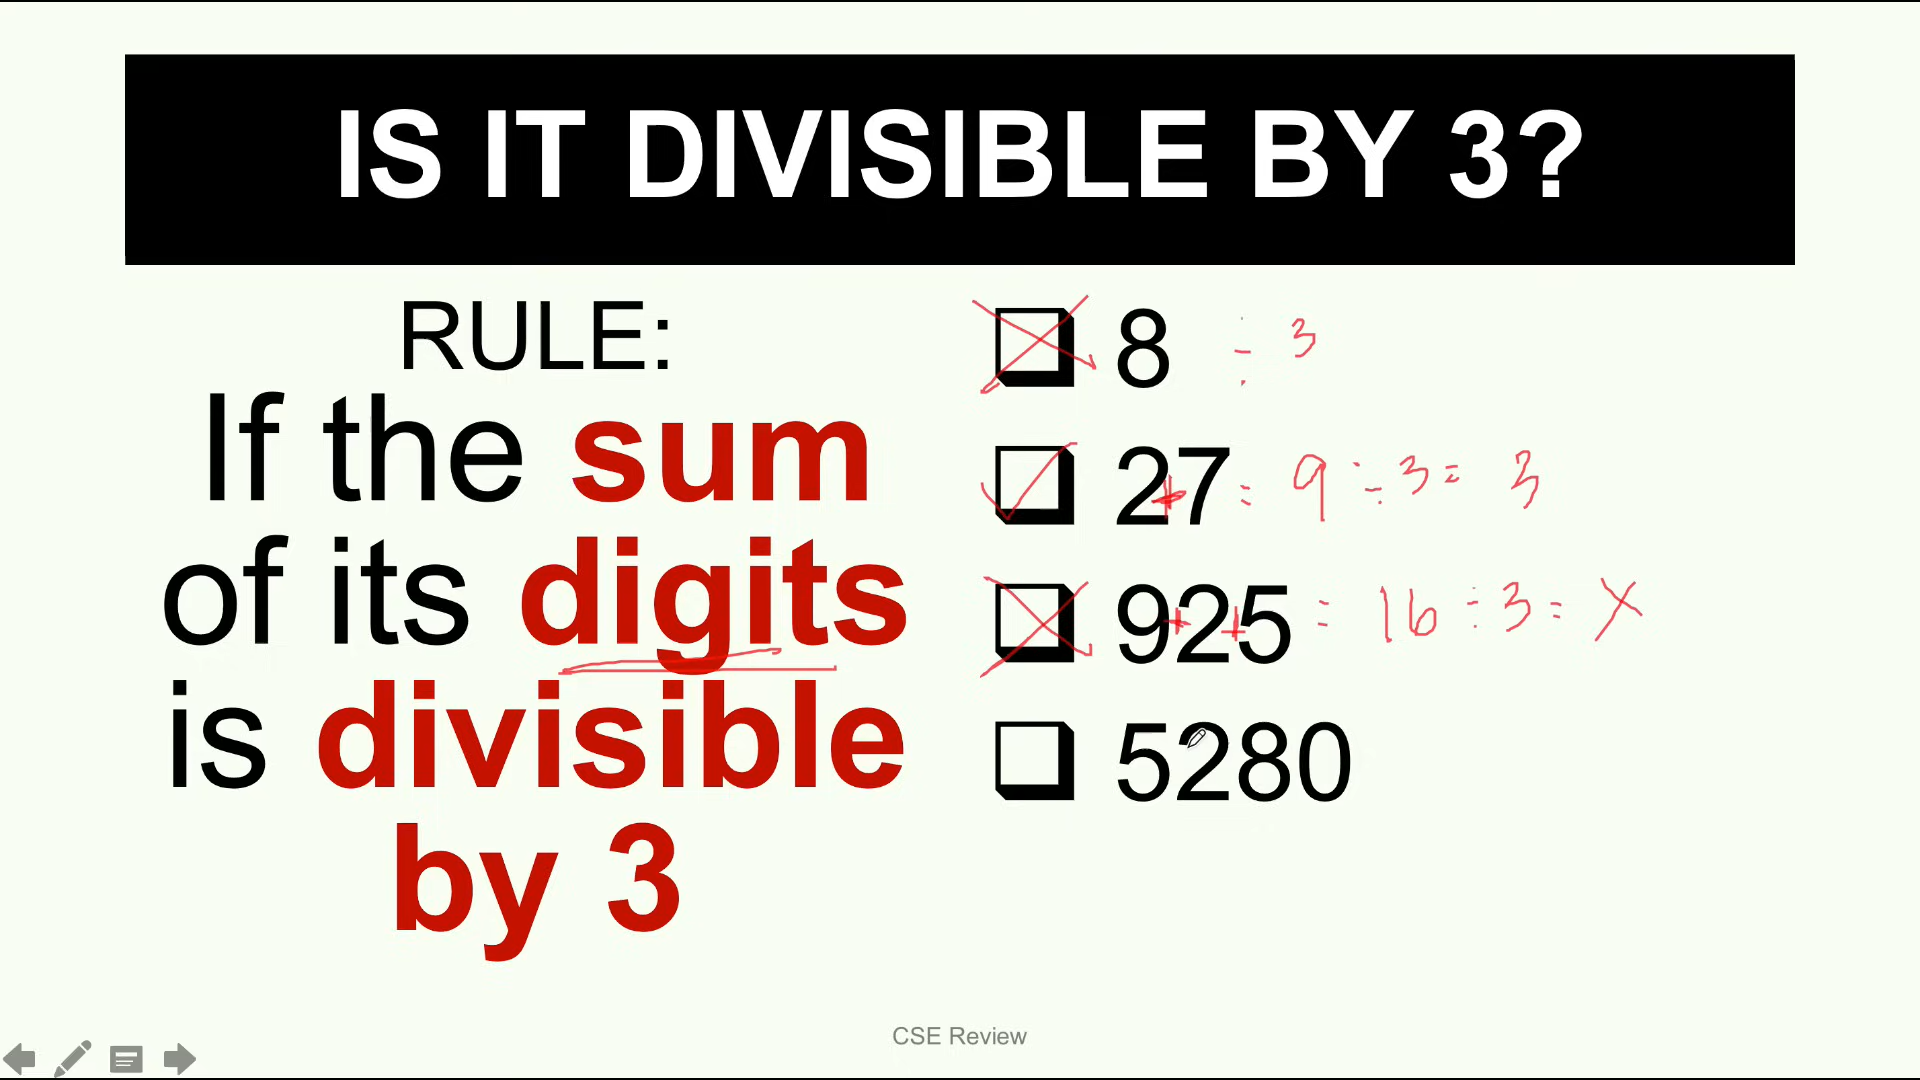 IS IT DIVISIBLE BY 3?
RULE:
If the sum
of its digits
is divisible
by 3
8 ÷ 3
2+7 = 9 ÷ 3 = 3
9+2+5 = 16 ÷ 3 = X
5280
CSE Review